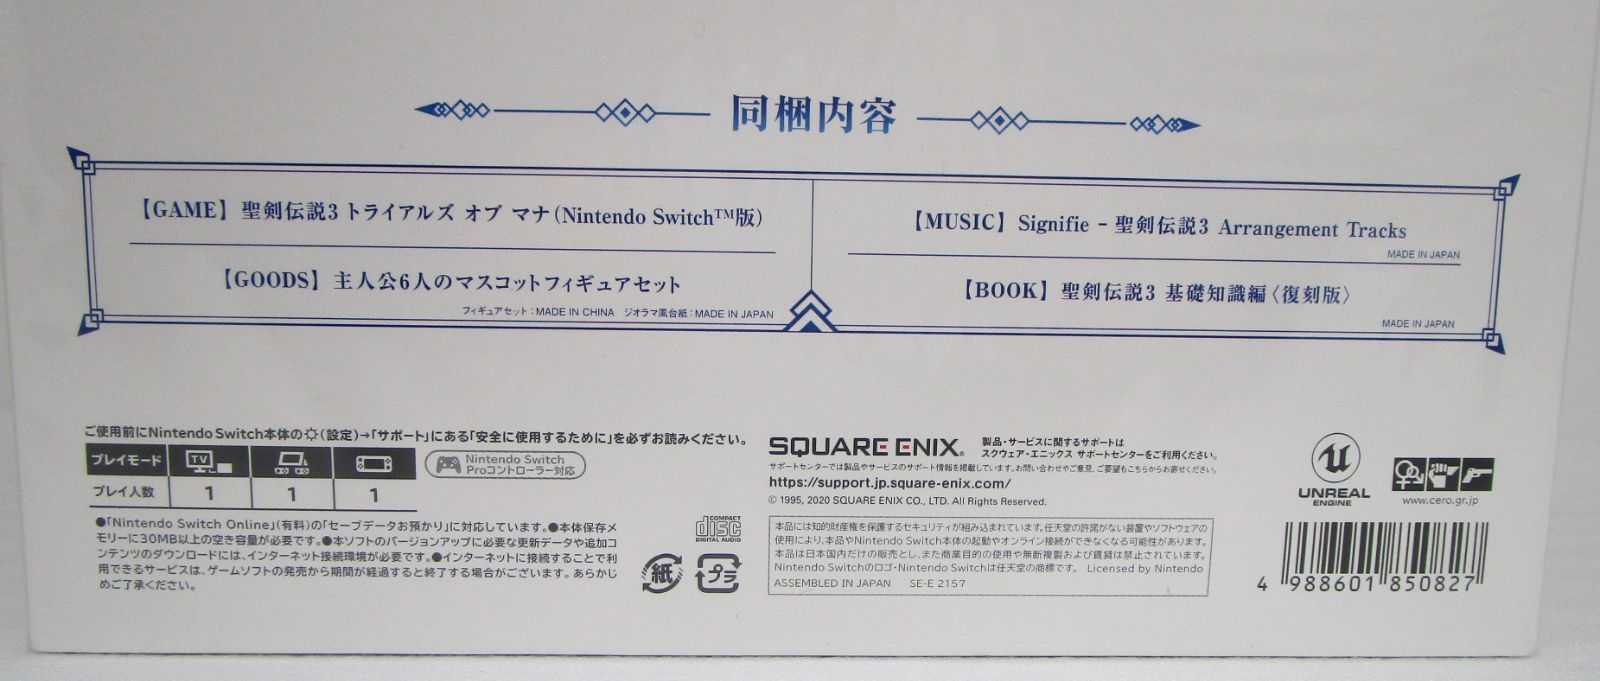 同梱内容
【GAME】聖剣伝説3 トライアルズ オブ マナ(Nintendo Switch™版)
【GOODS】主人公6人のマスコットフィギュアセット
フィギュアセット:MADE IN CHINA ジオラマ風台紙:MADE IN JAPAN
【MUSIC】Signifie - 聖剣伝説3 Arrangement Tracks
MADE IN JAPAN
【BOOK】聖剣伝説3 基礎知識編〈復刻版〉
MADE IN JAPAN
ご使用前にNintendo Switch本体の(設定)→「サポート」にある「安全に使用するために」を必ずお読みください。
プレイモード TV
プレイ人数 1 1 1
Nintendo Switch
Proコントローラー対応
●「Nintendo Switch Online」(有料)の「セーブデータお預かり」に対応しています。●本体保存メ
モリーに30MB以上の空き容量が必要です。●本ソフトのバージョンアップに必要な更新データや追加コ
ンテンツのダウンロードには、インターネット接続環境が必要です。●インターネットに接続することで利
用できるサービスは、ゲームソフトの発売から期間が経過すると終了する場合がございます。あらかじ
めご了承ください。
COMPACT
disc
DIGITAL AUDIO
紙
プラ
SQUARE ENIX.
製品・サービスに関するサポートは
スクウェア・エニックス サポートセンターをご利用ください。
サポートセンターでは製品やサービスのサポート情報を掲載しています。お問い合わせやご意見、ご要望もこちらからお寄せください。
https://support.jp.square-enix.com/
© 1995, 2020 SQUARE ENIX CO., LTD. All Rights Reserved.
本品には知的財産権を保護するセキュリティが組み込まれています。任天堂の許諾がない装置やソフトウェアの
使用により、本品やNintendo Switch本体の起動やオンライン接続ができなくなる可能性があります。
本品は日本国内だけの販売とし、また商業目的の使用や無断複製および賃貸は禁止されています。
Nintendo Switchのロゴ・Nintendo Switchは任天堂の商標です。 Licensed by Nintendo
ASSEMBLED IN JAPAN SE-E 2157
UNREAL
ENGINE
www.cero.gr.jp
4 988601 850827